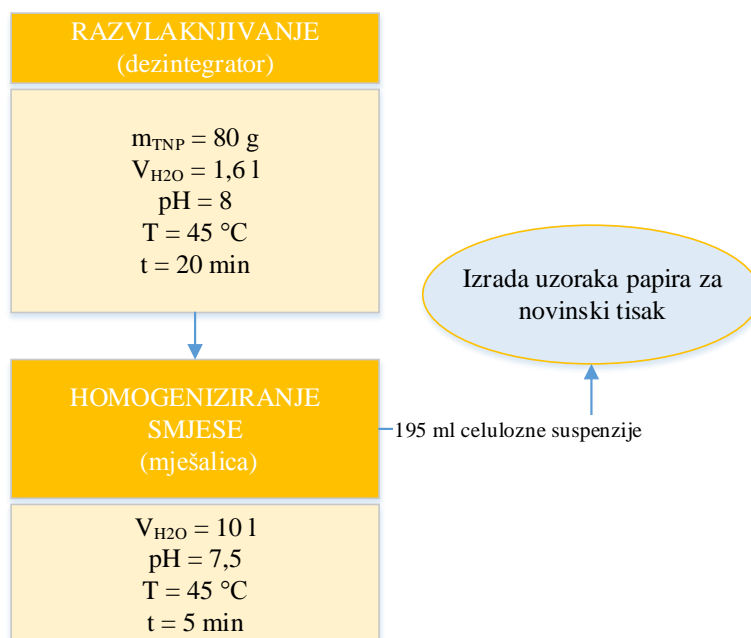 RAZVLAKNJIVANJE
(dezintegrator)
mTNP = 80 g
VH2O = 1,6 l
pH = 8
T = 45 °C
t = 20 min
Izrada uzoraka papira za
novinski tisak
HOMOGENIZIRANJE
SMJESE
(mješalica)
195 ml celulozne suspenzije
VH2O = 10 l
pH = 7,5
T = 45 °C
t = 5 min